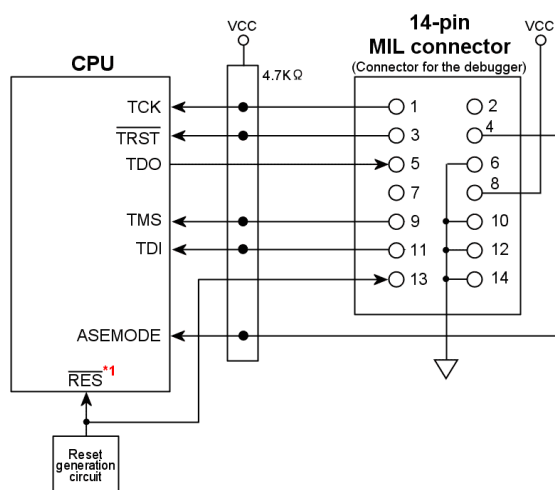 14-pin
MIL connector
(Connector for the debugger)
VCC
VCC
CPU
4.7KΩ
TCK
TRST
TDO
TMS
TDI
ASEMODE
RES*1
1
2
3
4
5
6
7
8
9
10
11
12
13
14
Reset
generation
circuit